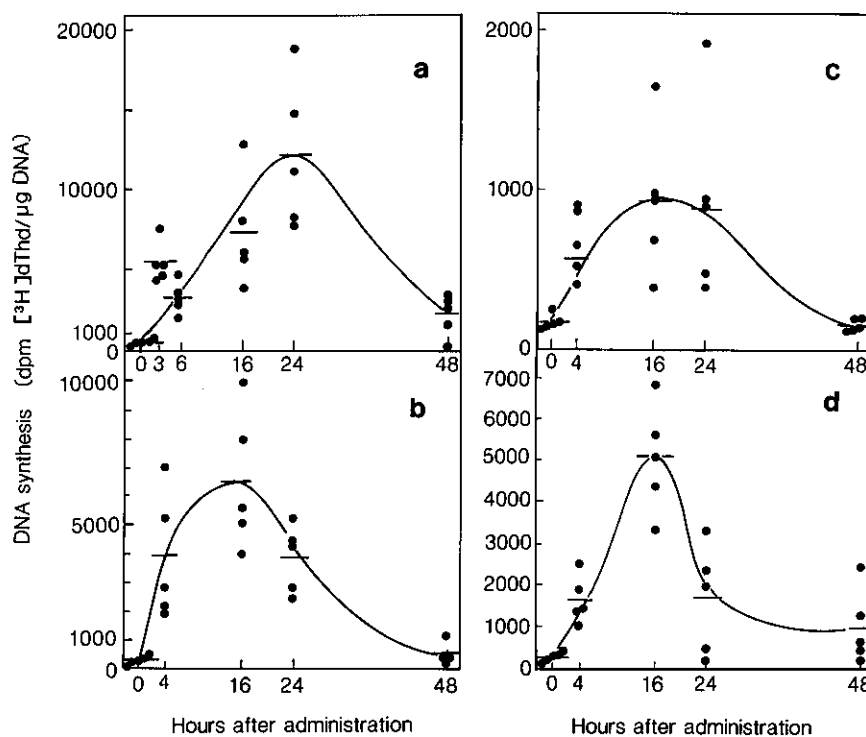 DNA synthesis (dpm [³H]dThd/μg DNA)
20000
10000
1000
0
a
0 3 6 16 24 48
2000
1000
0
c
0 4 16 24 48
10000
5000
1000
0
b
0 4 16 24 48
Hours after administration
7000
6000
5000
4000
3000
2000
1000
0
d
0 4 16 24 48
Hours after administration